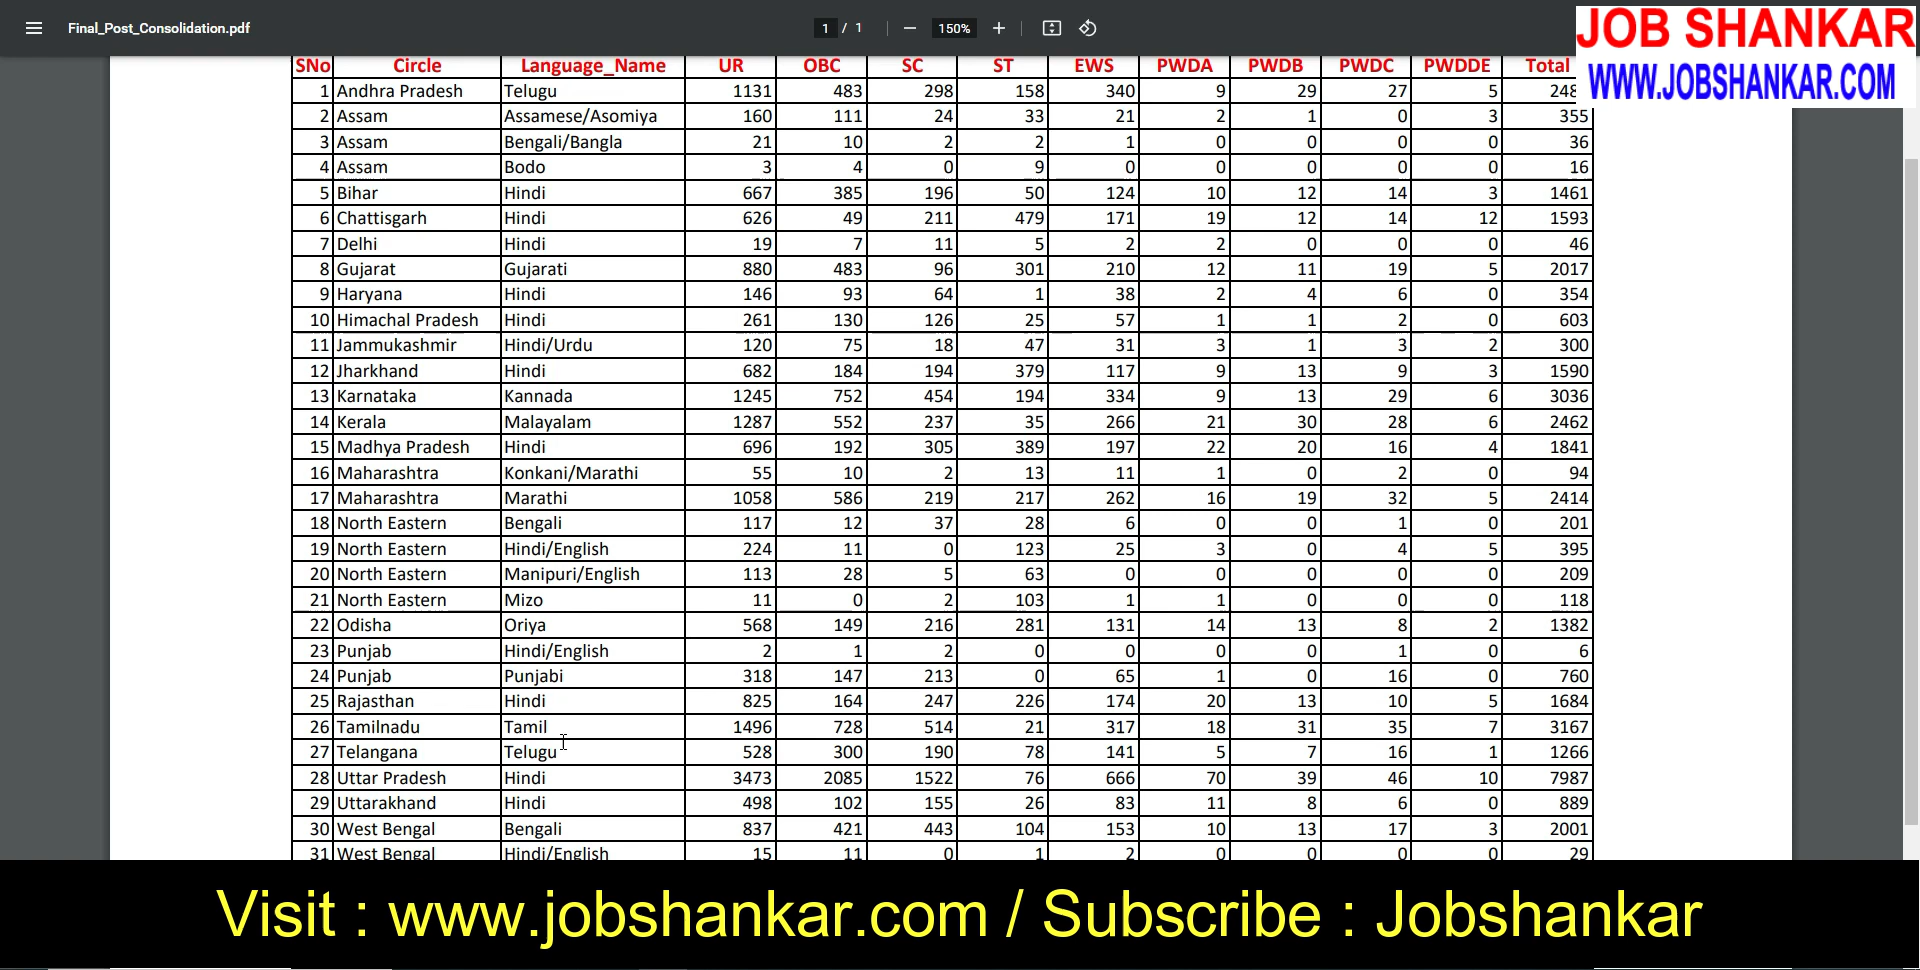 Final_Post_Consolidation.pdf 1 / 1 150%
JOB SHANKAR
WWW.JOBSHANKAR.COM
SNo Circle Language_Name UR OBC SC ST EWS PWDA PWDB PWDC PWDDE Total
1 Andhra Pradesh Telugu 1131 483 298 158 340 9 29 27 5
2 Assam Assamese/Asomiya 160 111 24 33 21 2 1 0 3 355
3 Assam Bengali/Bangla 21 10 2 2 1 0 0 0 0 36
4 Assam Bodo 3 4 0 9 0 0 0 0 0 16
5 Bihar Hindi 667 385 196 50 124 10 12 14 3 1461
6 Chattisgarh Hindi 626 49 211 479 171 19 12 14 12 1593
7 Delhi Hindi 19 7 11 5 2 2 0 0 0 46
8 Gujarat Gujarati 880 483 96 301 210 12 11 19 5 2017
9 Haryana Hindi 146 93 64 1 38 2 4 6 0 354
10 Himachal Pradesh Hindi 261 130 126 25 57 1 1 2 0 603
11 Jammukashmir Hindi/Urdu 120 75 18 47 31 3 1 3 2 300
12 Jharkhand Hindi 682 184 194 379 117 9 13 9 3 1590
13 Karnataka Kannada 1245 752 454 194 334 9 13 29 6 3036
14 Kerala Malayalam 1287 552 237 35 266 21 30 28 6 2462
15 Madhya Pradesh Hindi 696 192 305 389 197 22 20 16 4 1841
16 Maharashtra Konkani/Marathi 55 10 2 13 11 1 0 2 0 94
17 Maharashtra Marathi 1058 586 219 217 262 16 19 32 5 2414
18 North Eastern Bengali 117 12 37 28 6 0 0 1 0 201
19 North Eastern Hindi/English 224 11 0 123 25 3 0 4 5 395
20 North Eastern Manipuri/English 113 28 5 63 0 0 0 0 0 209
21 North Eastern Mizo 11 0 2 103 1 1 0 0 0 118
22 Odisha Oriya 568 149 216 281 131 14 13 8 2 1382
23 Punjab Hindi/English 2 1 2 0 0 0 0 1 0 6
24 Punjab Punjabi 318 147 213 0 65 1 0 16 0 760
25 Rajasthan Hindi 825 164 247 226 174 20 13 10 5 1684
26 Tamilnadu Tamil 1496 728 514 21 317 18 31 35 7 3167
27 Telangana Telugu 528 300 190 78 141 5 7 16 1 1266
28 Uttar Pradesh Hindi 3473 2085 1522 76 666 70 39 46 10 7987
29 Uttarakhand Hindi 498 102 155 26 83 11 8 6 0 889
30 West Bengal Bengali 837 421 443 104 153 10 13 17 3 2001
31 West Bengal Hindi/English 15 11 0 1 2 0 0 0 0 29
Visit : www.jobshankar.com / Subscribe : Jobshankar